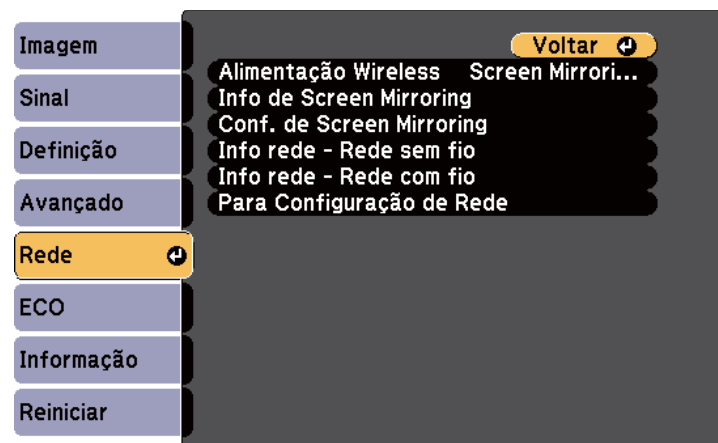 Imagem
Sinal
Definição
Avançado
Rede
ECO
Informação
Reiniciar
Voltar
Alimentação Wireless Screen Mirrori...
Info de Screen Mirroring
Conf. de Screen Mirroring
Info rede - Rede sem fio
Info rede - Rede com fio
Para Configuração de Rede